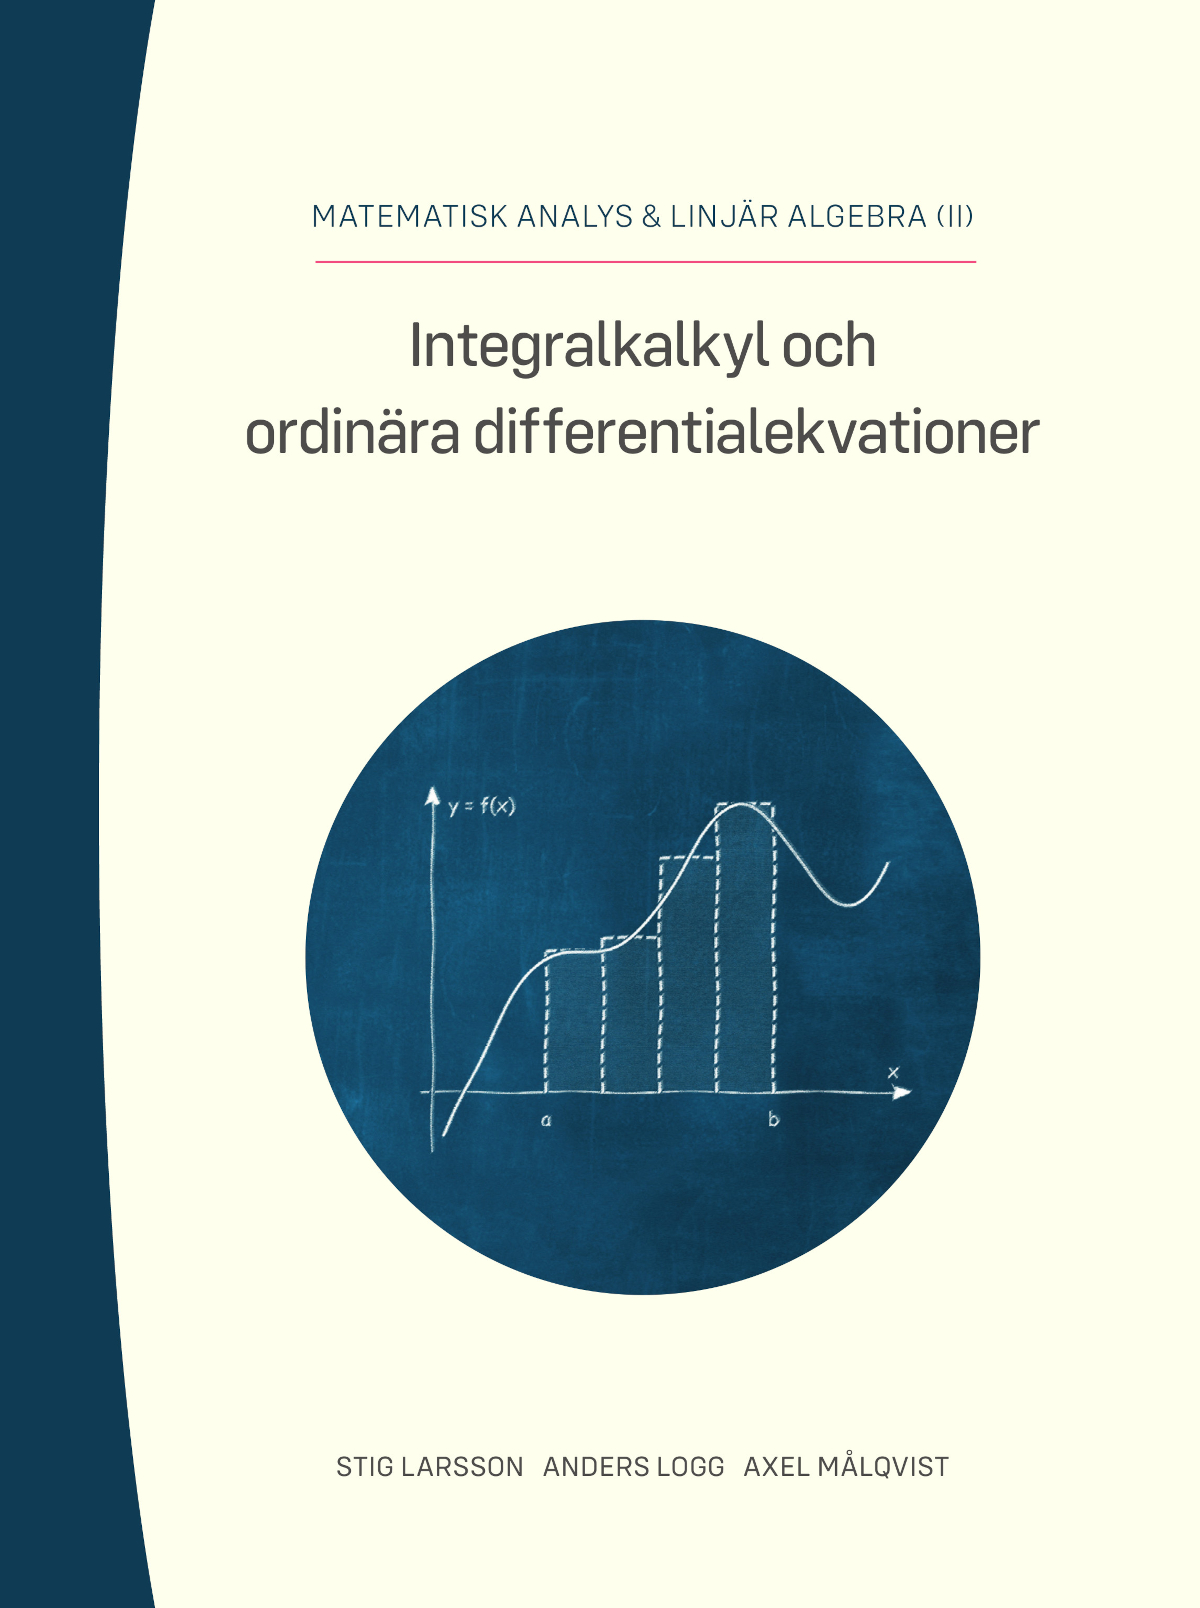 MATEMATISK ANALYS & LINJÄR ALGEBRA (II)
Integralkalkyl och
ordinära differentialekvationer
y = f(x)
x
a
b
STIG LARSSON ANDERS LOGG AXEL MÅLQVIST